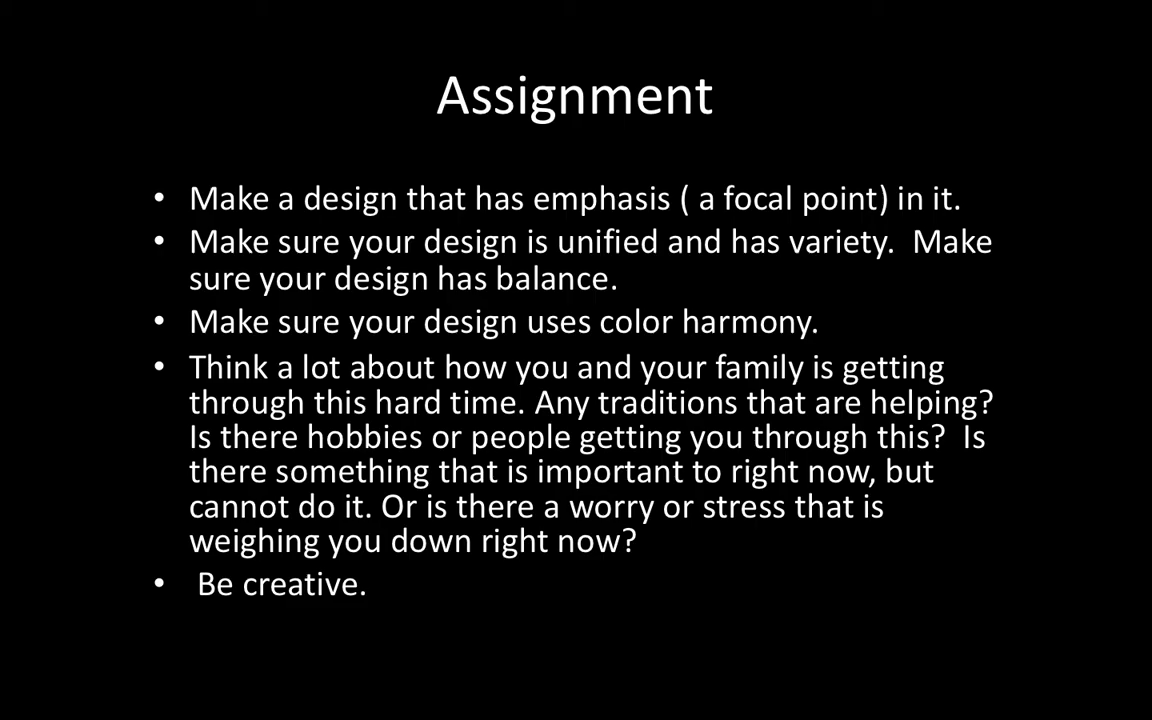 Assignment
• Make a design that has emphasis ( a focal point) in it.
• Make sure your design is unified and has variety.  Make
sure your design has balance.
• Make sure your design uses color harmony.
• Think a lot about how you and your family is getting
through this hard time. Any traditions that are helping?
Is there hobbies or people getting you through this?  Is
there something that is important to right now, but
cannot do it. Or is there a worry or stress that is
weighing you down right now?
•  Be creative.